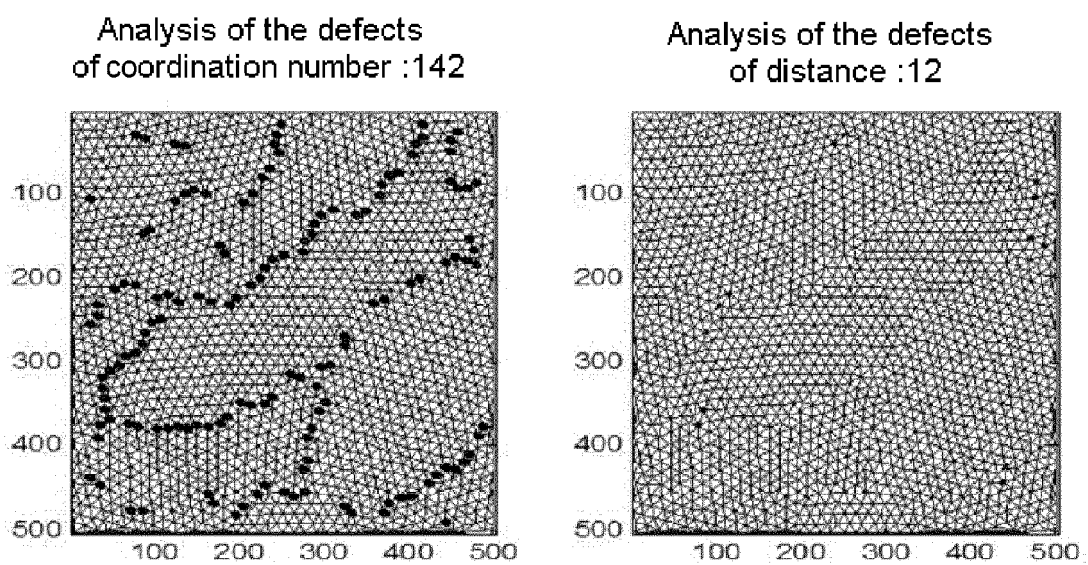 Analysis of the defects
of coordination number :142
100
200
300
400
500
100 200 300 400 500
Analysis of the defects
of distance :12
100
200
300
400
500
100 200 300 400 500